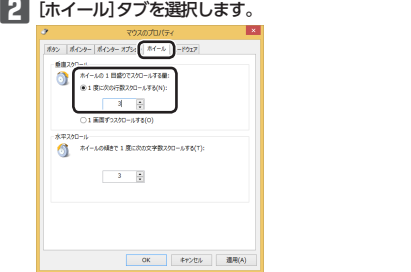 2 [ホイール]タブを選択します。
マウスのプロパティ
ボタン ポインター ポインター オプション ホイール ードウェア
垂直スクロール
ホイールの 1 目盛りでスクロールする量:
1 度に次の行数スクロールする(N):
3
1 画面ずつスクロールする(O)
水平スクロール
ホイールの傾きで 1 度に次の文字数スクロールする(T):
3
OK キャンセル 適用(A)